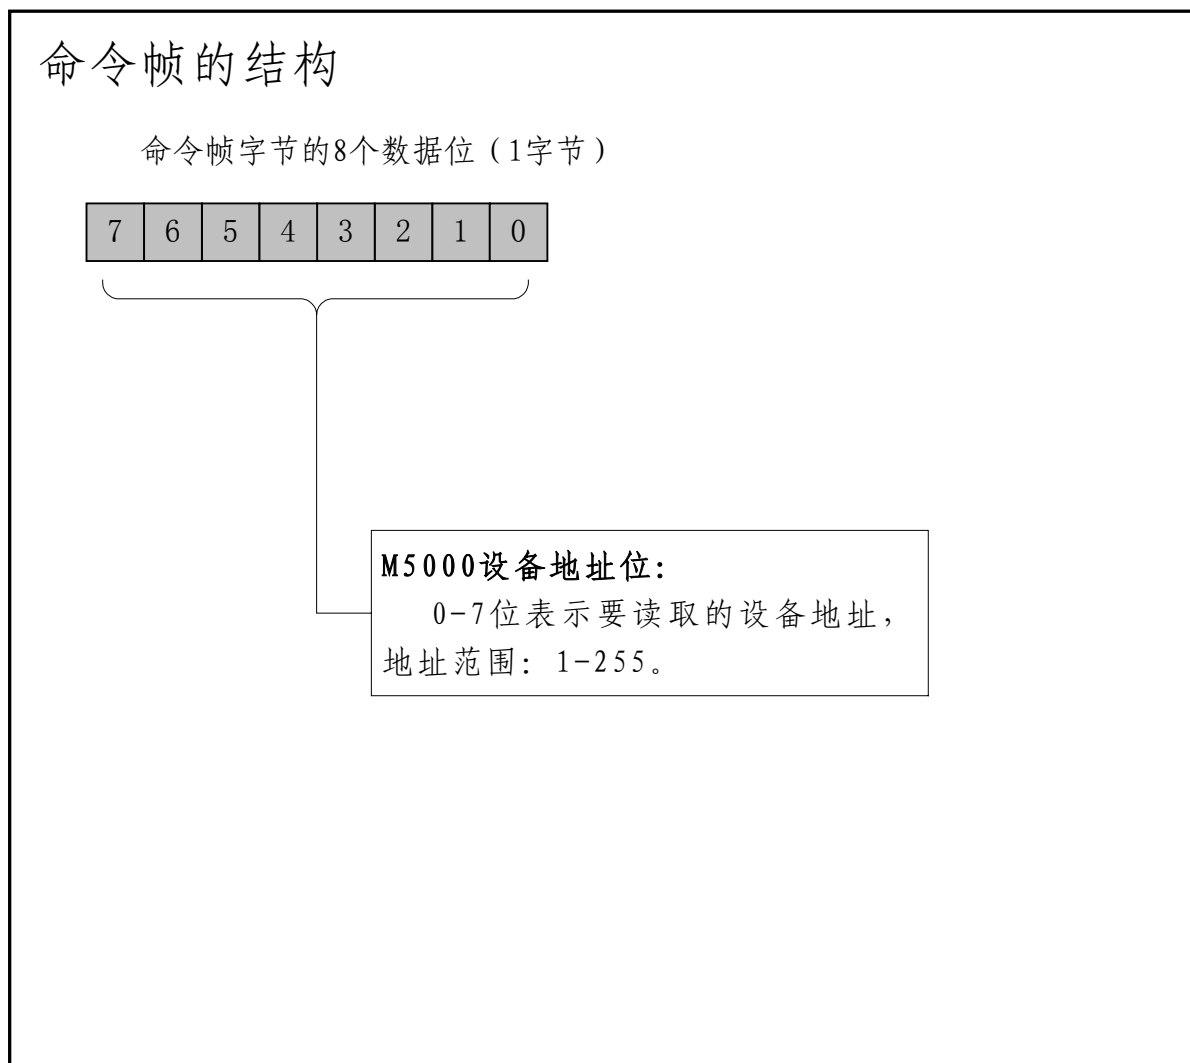 命令帧的结构
命令帧字节的8个数据位（1字节）
7 6 5 4 3 2 1 0
M5000设备地址位：
0-7位表示要读取的设备地址，
地址范围：1-255。